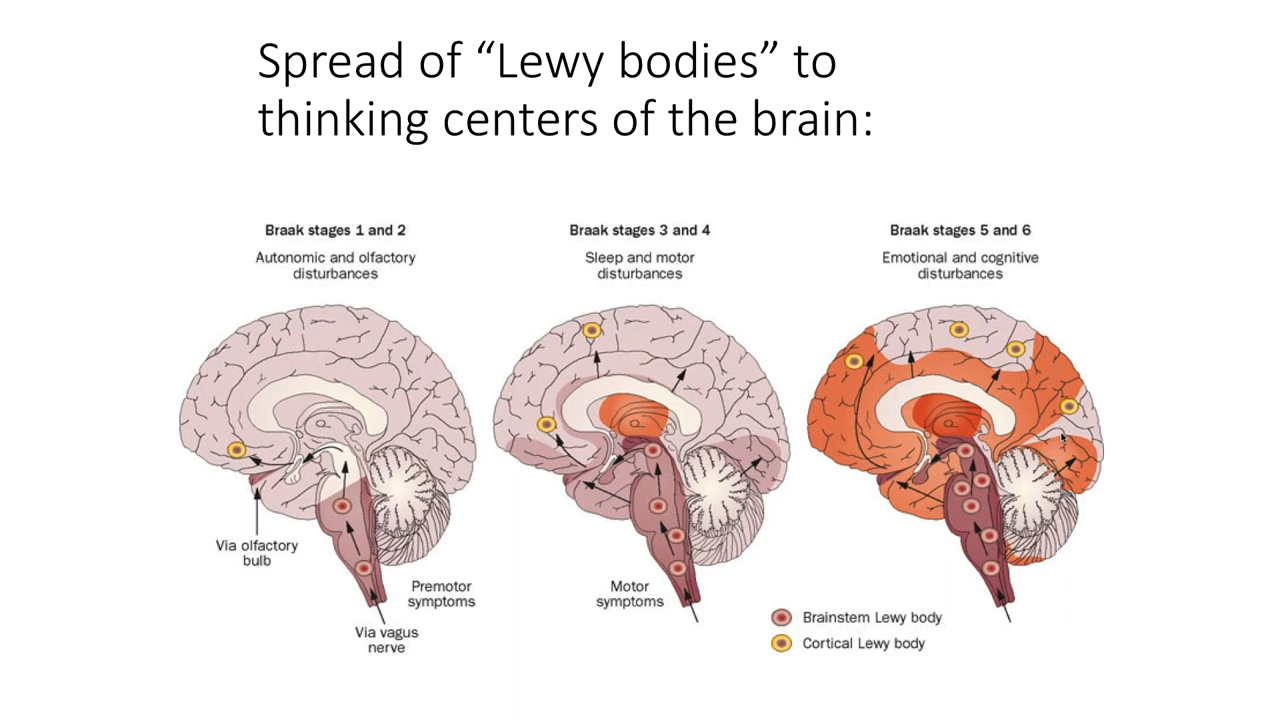 Spread of “Lewy bodies” to
thinking centers of the brain:
Braak stages 1 and 2
Autonomic and olfactory
disturbances
Braak stages 3 and 4
Sleep and motor
disturbances
Braak stages 5 and 6
Emotional and cognitive
disturbances
Via olfactory
bulb
Premotor
symptoms
Via vagus
nerve
Motor
symptoms
Brainstem Lewy body
Cortical Lewy body